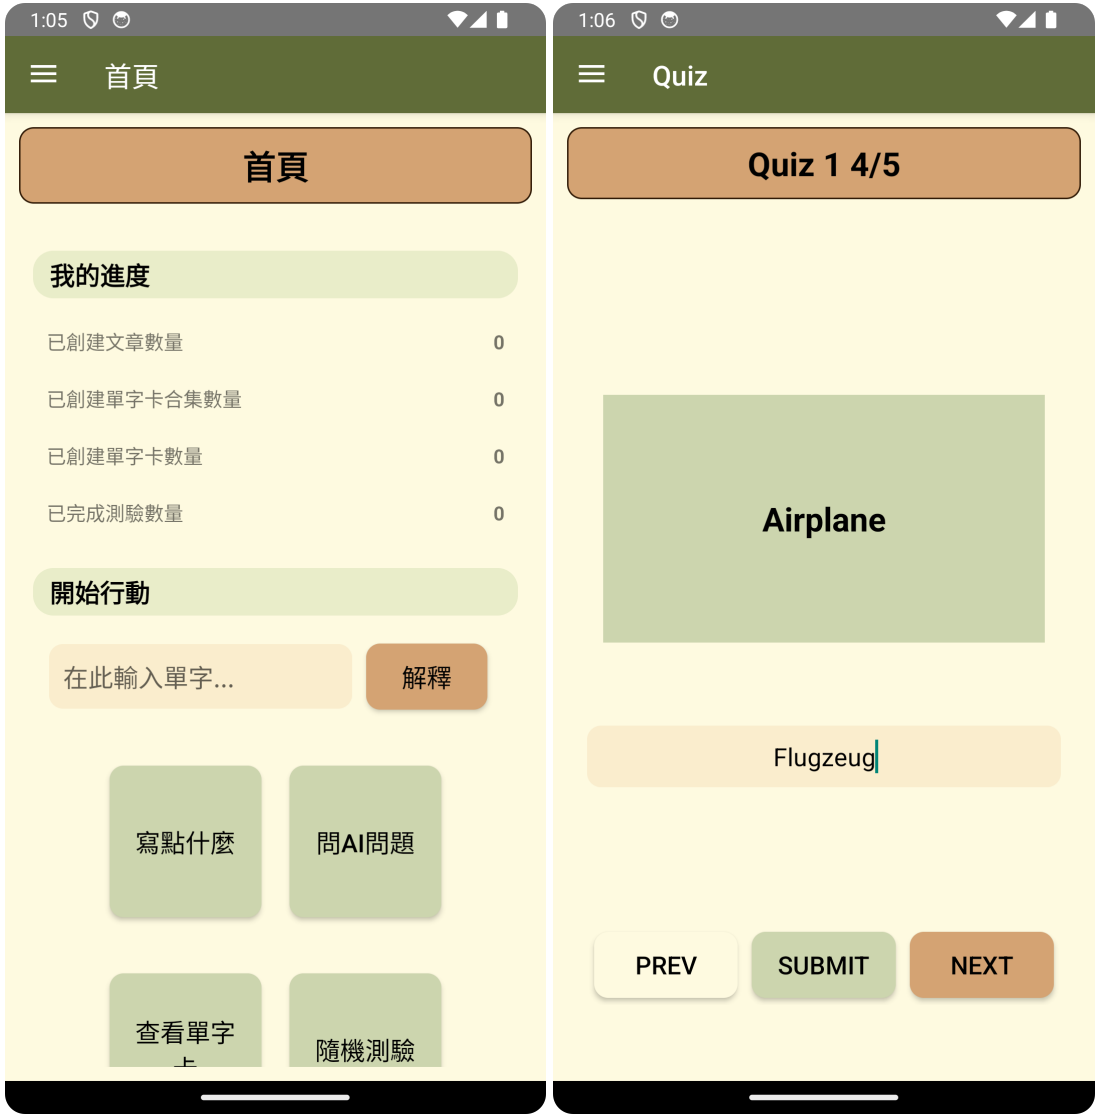 1:05
首頁
首頁
我的進度
已創建文章數量 0
已創建單字卡合集數量 0
已創建單字卡數量 0
已完成測驗數量 0
開始行動
在此輸入單字...
解釋
寫點什麼
問AI問題
查看單字
卡
隨機測驗
1:06
Quiz
Quiz 1 4/5
Airplane
Flugzeug
PREV
SUBMIT
NEXT